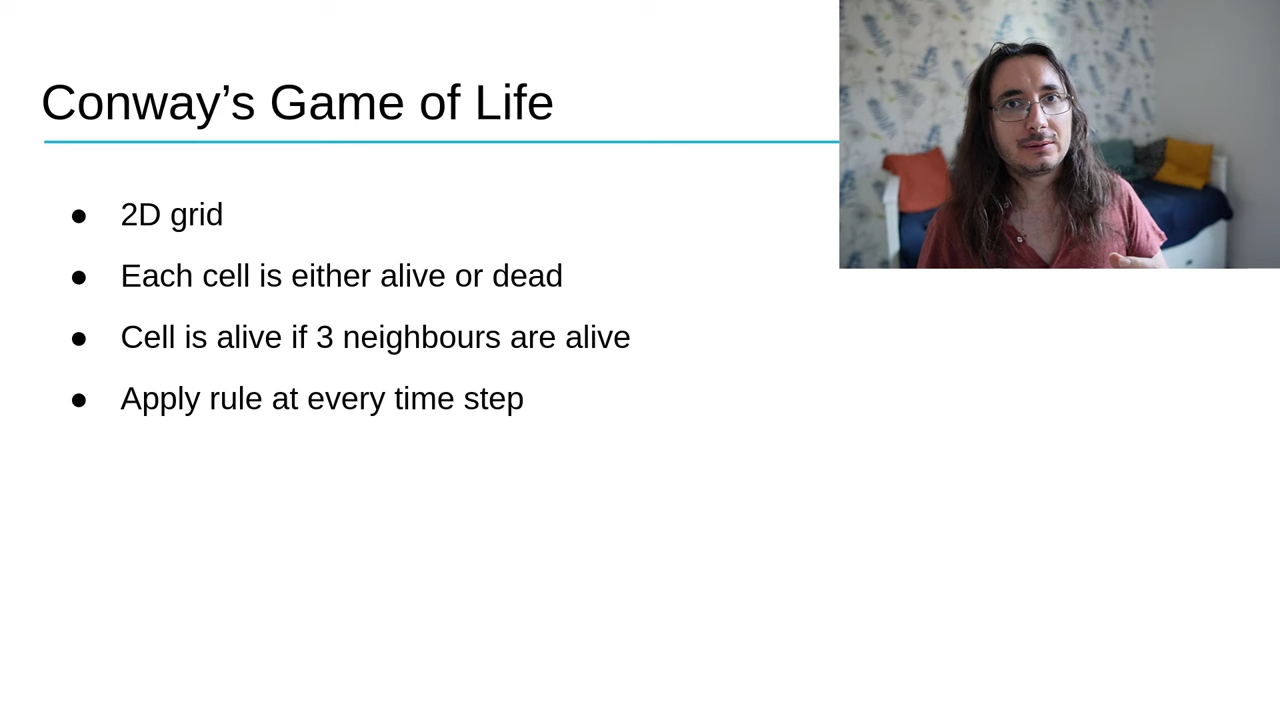 Conway’s Game of Life
● 2D grid
● Each cell is either alive or dead
● Cell is alive if 3 neighbours are alive
● Apply rule at every time step